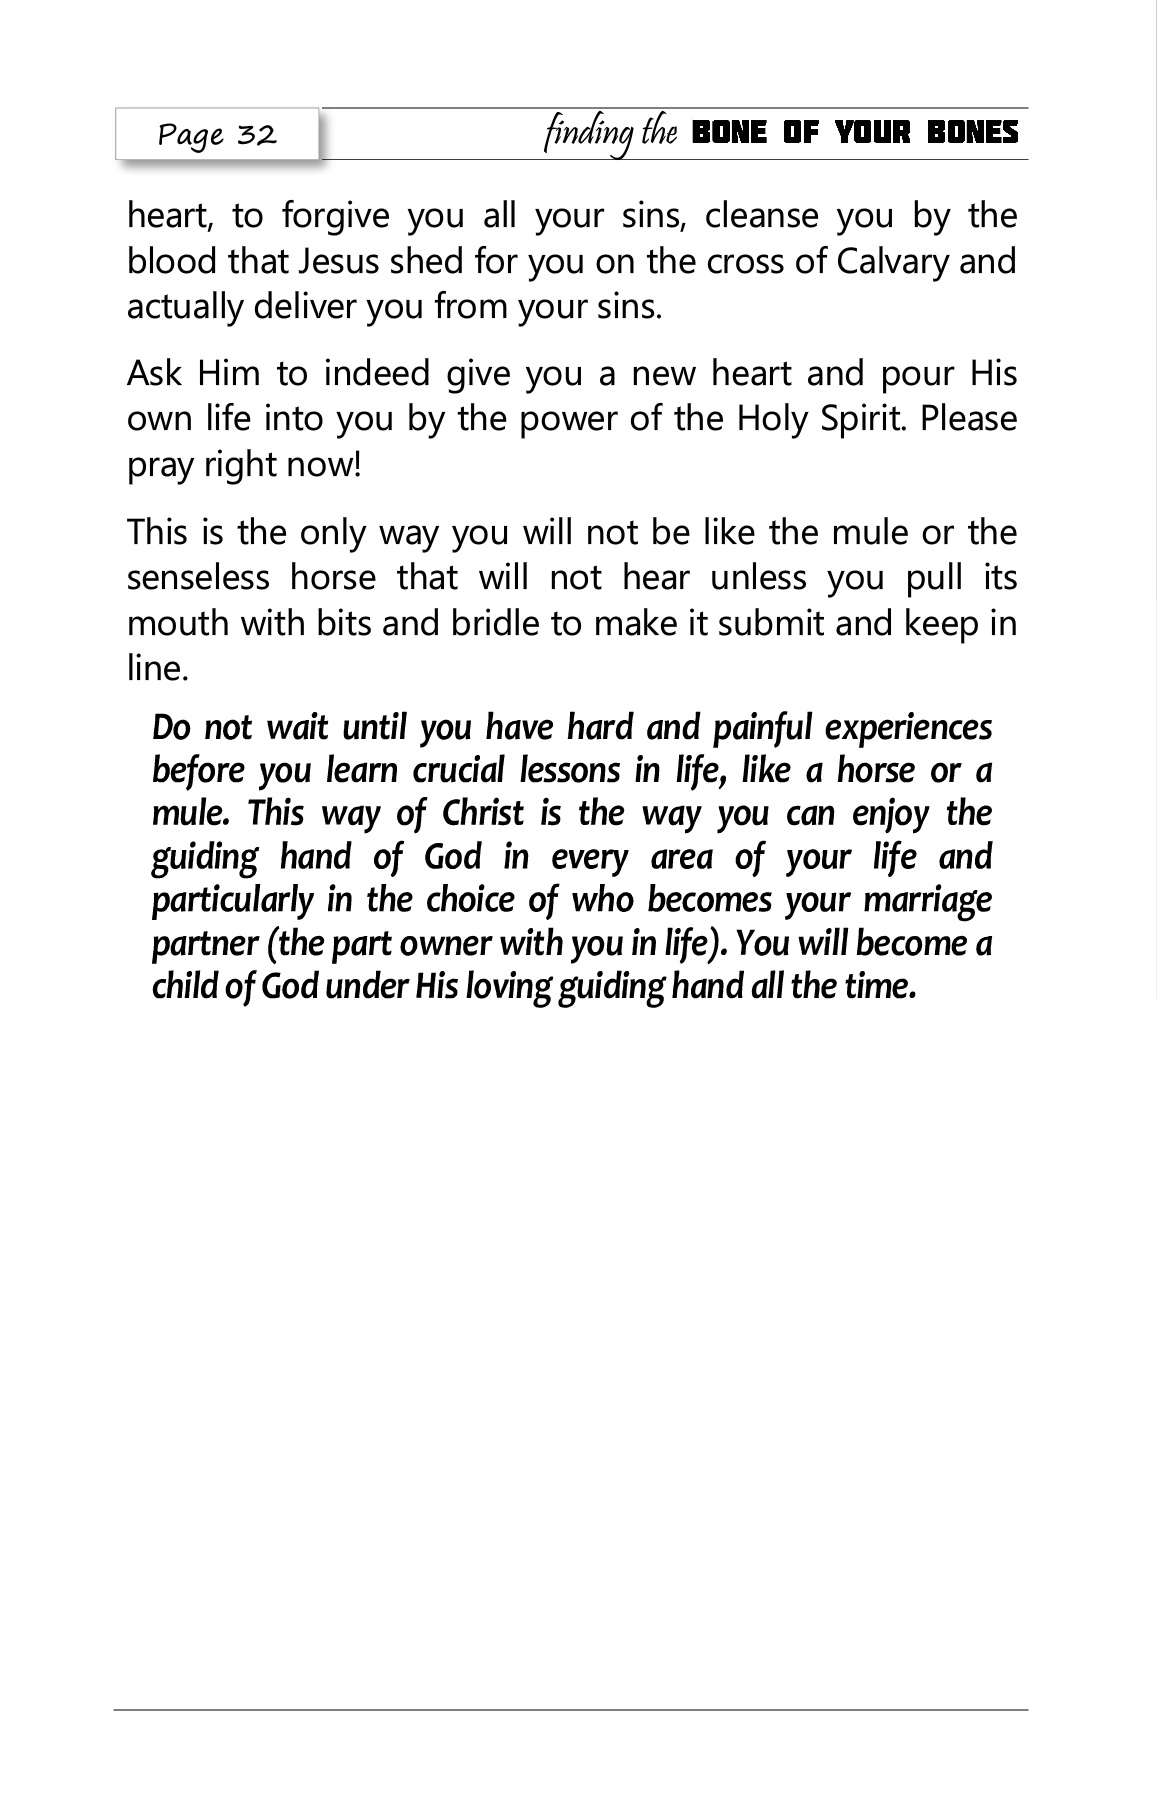 Page 32
finding the BONE OF YOUR BONES
heart, to forgive you all your sins, cleanse you by the
blood that Jesus shed for you on the cross of Calvary and
actually deliver you from your sins.
Ask Him to indeed give you a new heart and pour His
own life into you by the power of the Holy Spirit. Please
pray right now!
This is the only way you will not be like the mule or the
senseless horse that will not hear unless you pull its
mouth with bits and bridle to make it submit and keep in
line.
Do not wait until you have hard and painful experiences
before you learn crucial lessons in life, like a horse or a
mule. This way of Christ is the way you can enjoy the
guiding hand of God in every area of your life and
particularly in the choice of who becomes your marriage
partner (the part owner with you in life). You will become a
child of God under His loving guiding hand all the time.